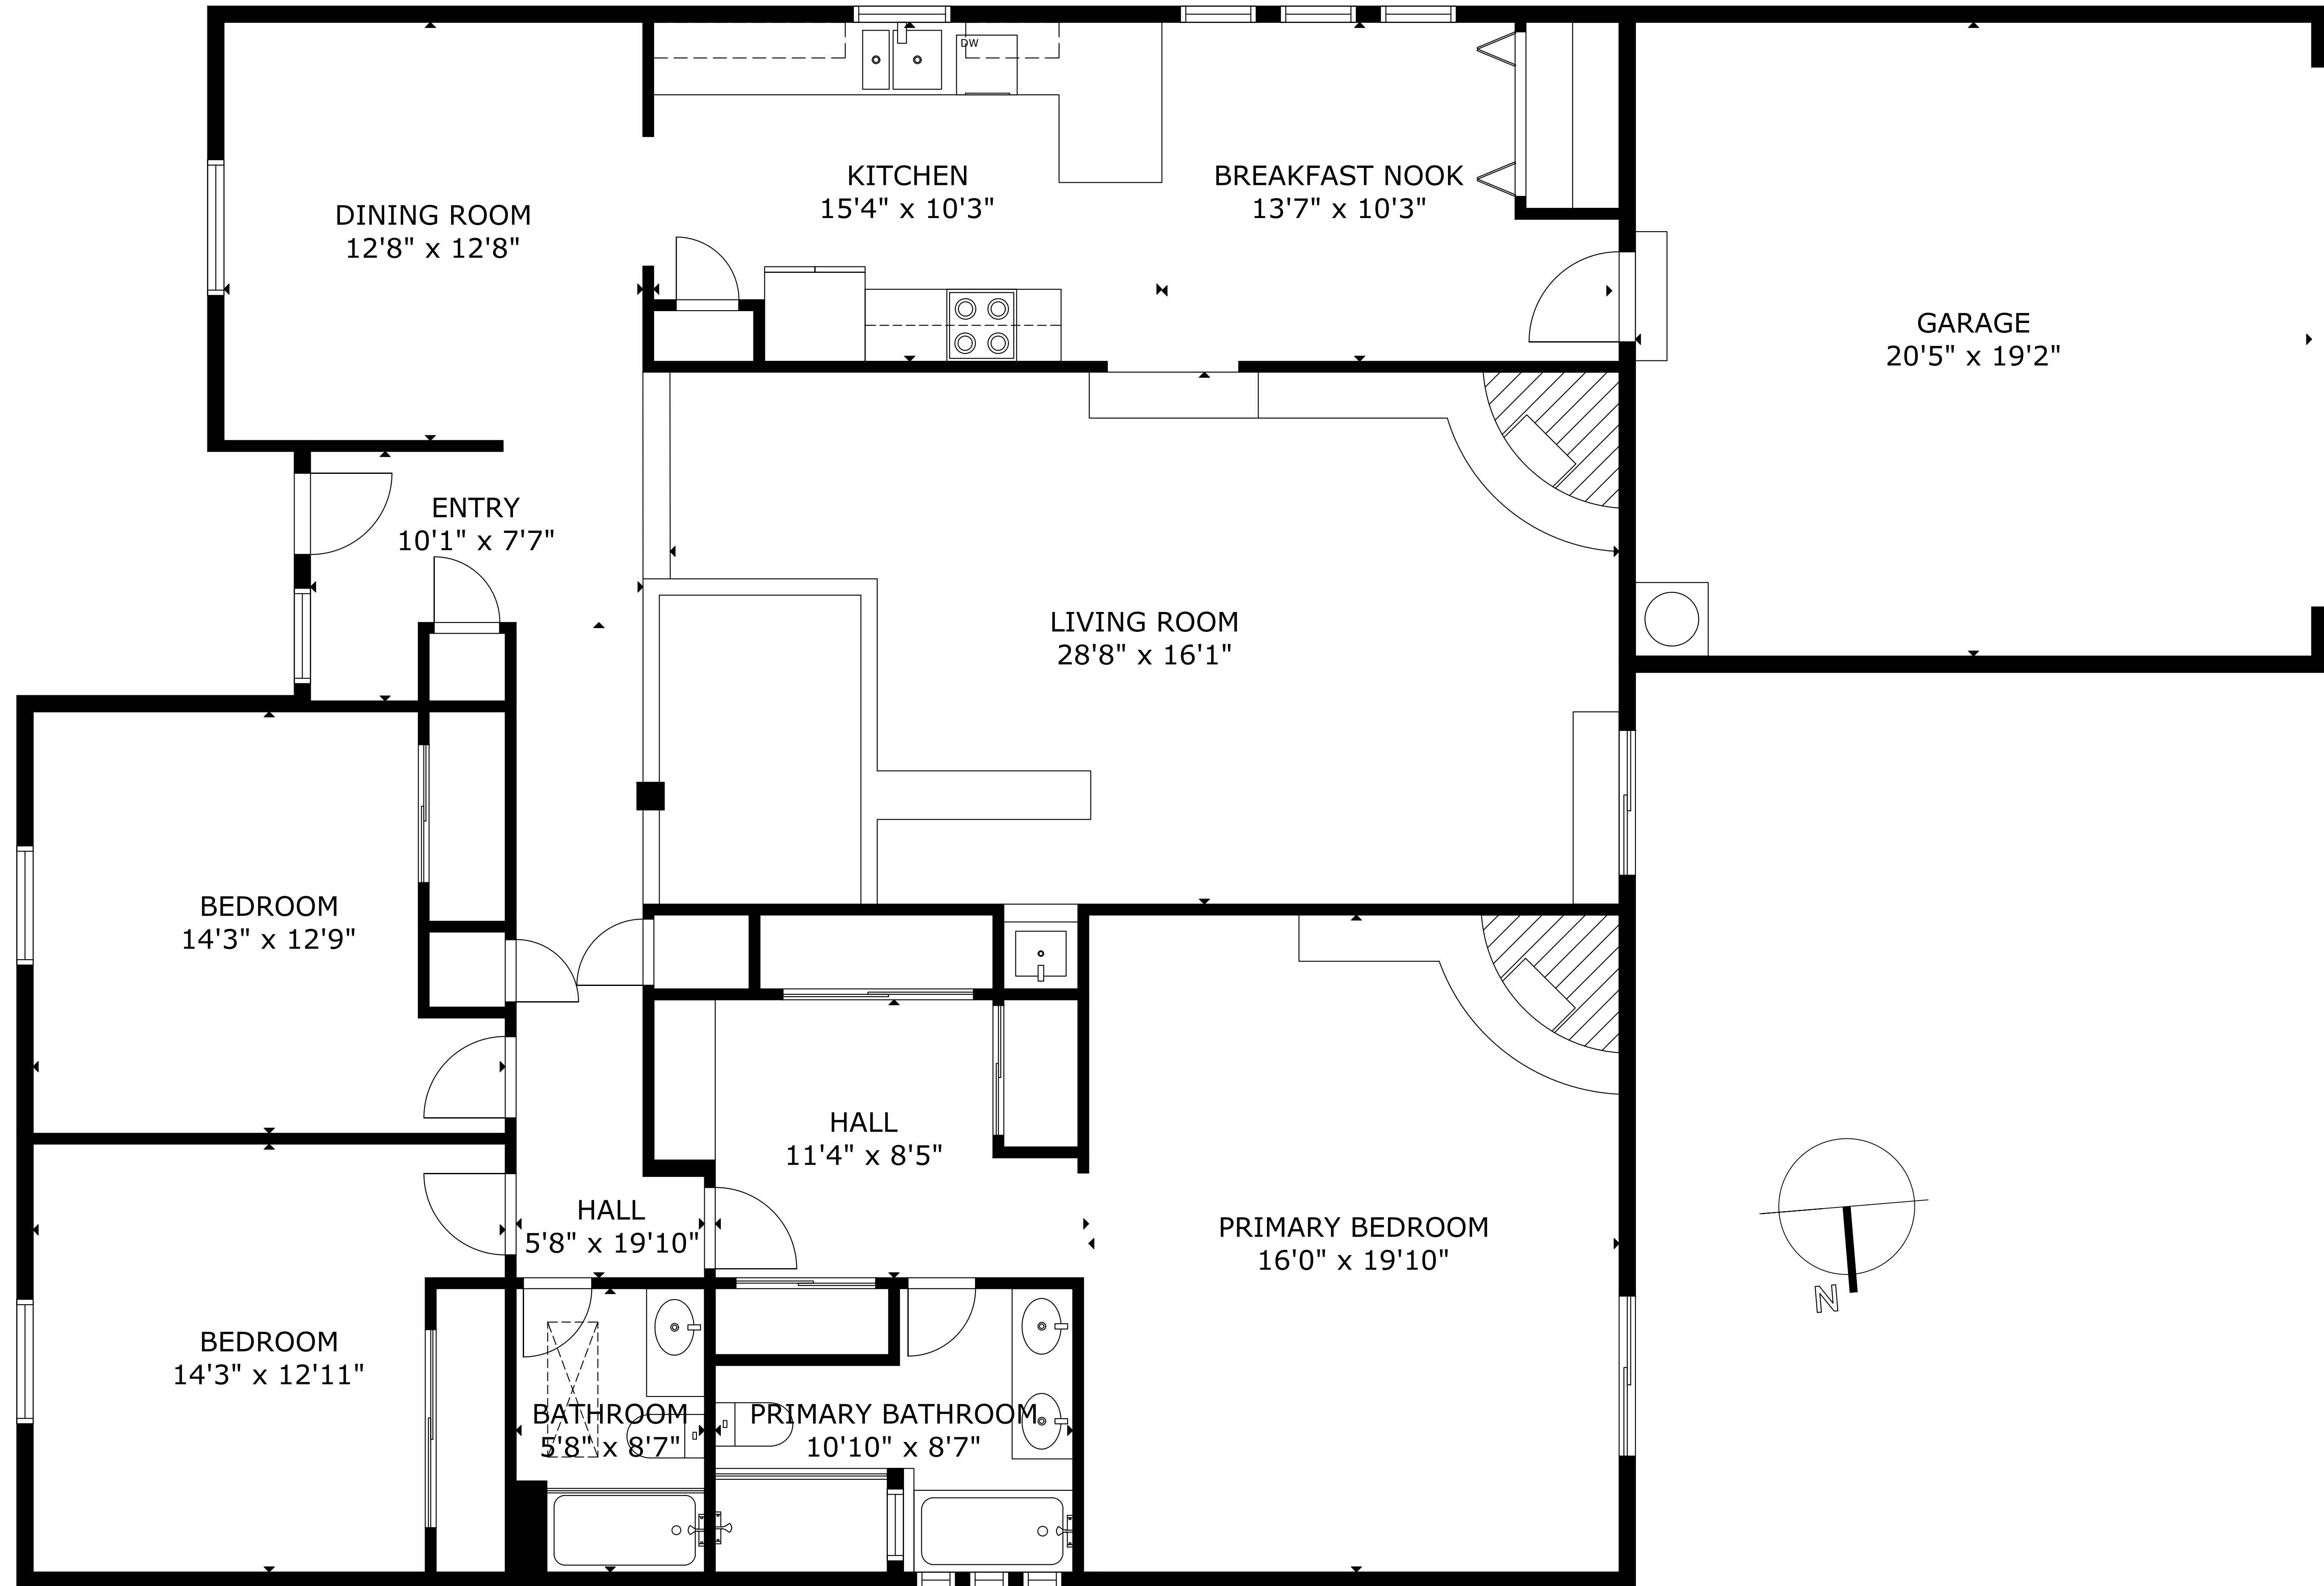 DW
KITCHEN
15'4" x 10'3"
BREAKFAST NOOK
13'7" x 10'3"
DINING ROOM
12'8" x 12'8"
GARAGE
20'5" x 19'2"
ENTRY
10'1" x 7'7"
LIVING ROOM
28'8" x 16'1"
BEDROOM
14'3" x 12'9"
HALL
11'4" x 8'5"
HALL
5'8" x 19'10"
PRIMARY BEDROOM
16'0" x 19'10"
N
BEDROOM
14'3" x 12'11"
BATHROOM
5'8" x 8'7"
PRIMARY BATHROOM
10'10" x 8'7"